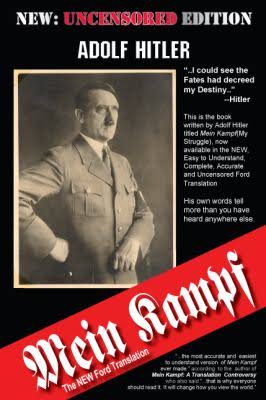 NEW: UNCENSORED EDITION
ADOLF HITLER
"..I could see the
Fates had decreed
my Destiny.."
--Hitler
This is the book
written by Adolf Hitler
titled Mein Kampf(My
Struggle), now
available in the NEW,
Easy to Understand,
Complete, Accurate
and Uncensored Ford
Translation
His own words tell
more than you have
heard anywhere else.
Mein Kampf
The NEW Ford Translation
"...the most accurate and easiest
to understand version of Mein Kampf
ever made." according to the author of
Mein Kampf: A Translation Controversy
who also said "..that is why everyone
should read it. It will change how you view the world."